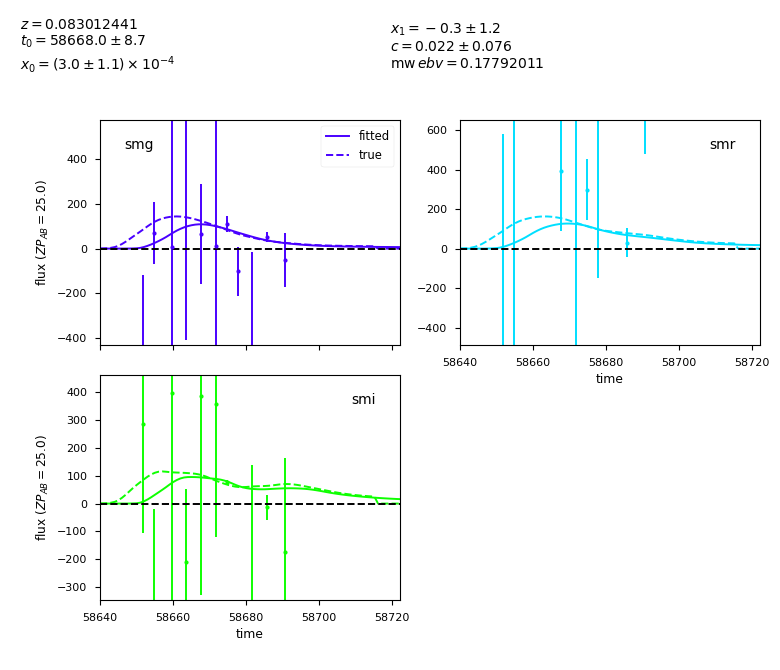 z = 0.083012441
t₀ = 58668.0 ± 8.7
x₀ = (3.0 ± 1.1) × 10⁻⁴
x₁ = −0.3 ± 1.2
c = 0.022 ± 0.076
mw ebv = 0.17792011
smg
fitted
true
400
200
0
−200
−400
flux (ZP_AB = 25.0)
smr
600
400
200
0
−200
−400
58640 58660 58680 58700 58720
time
smi
400
300
200
100
0
−100
−200
−300
flux (ZP_AB = 25.0)
58640 58660 58680 58700 58720
time